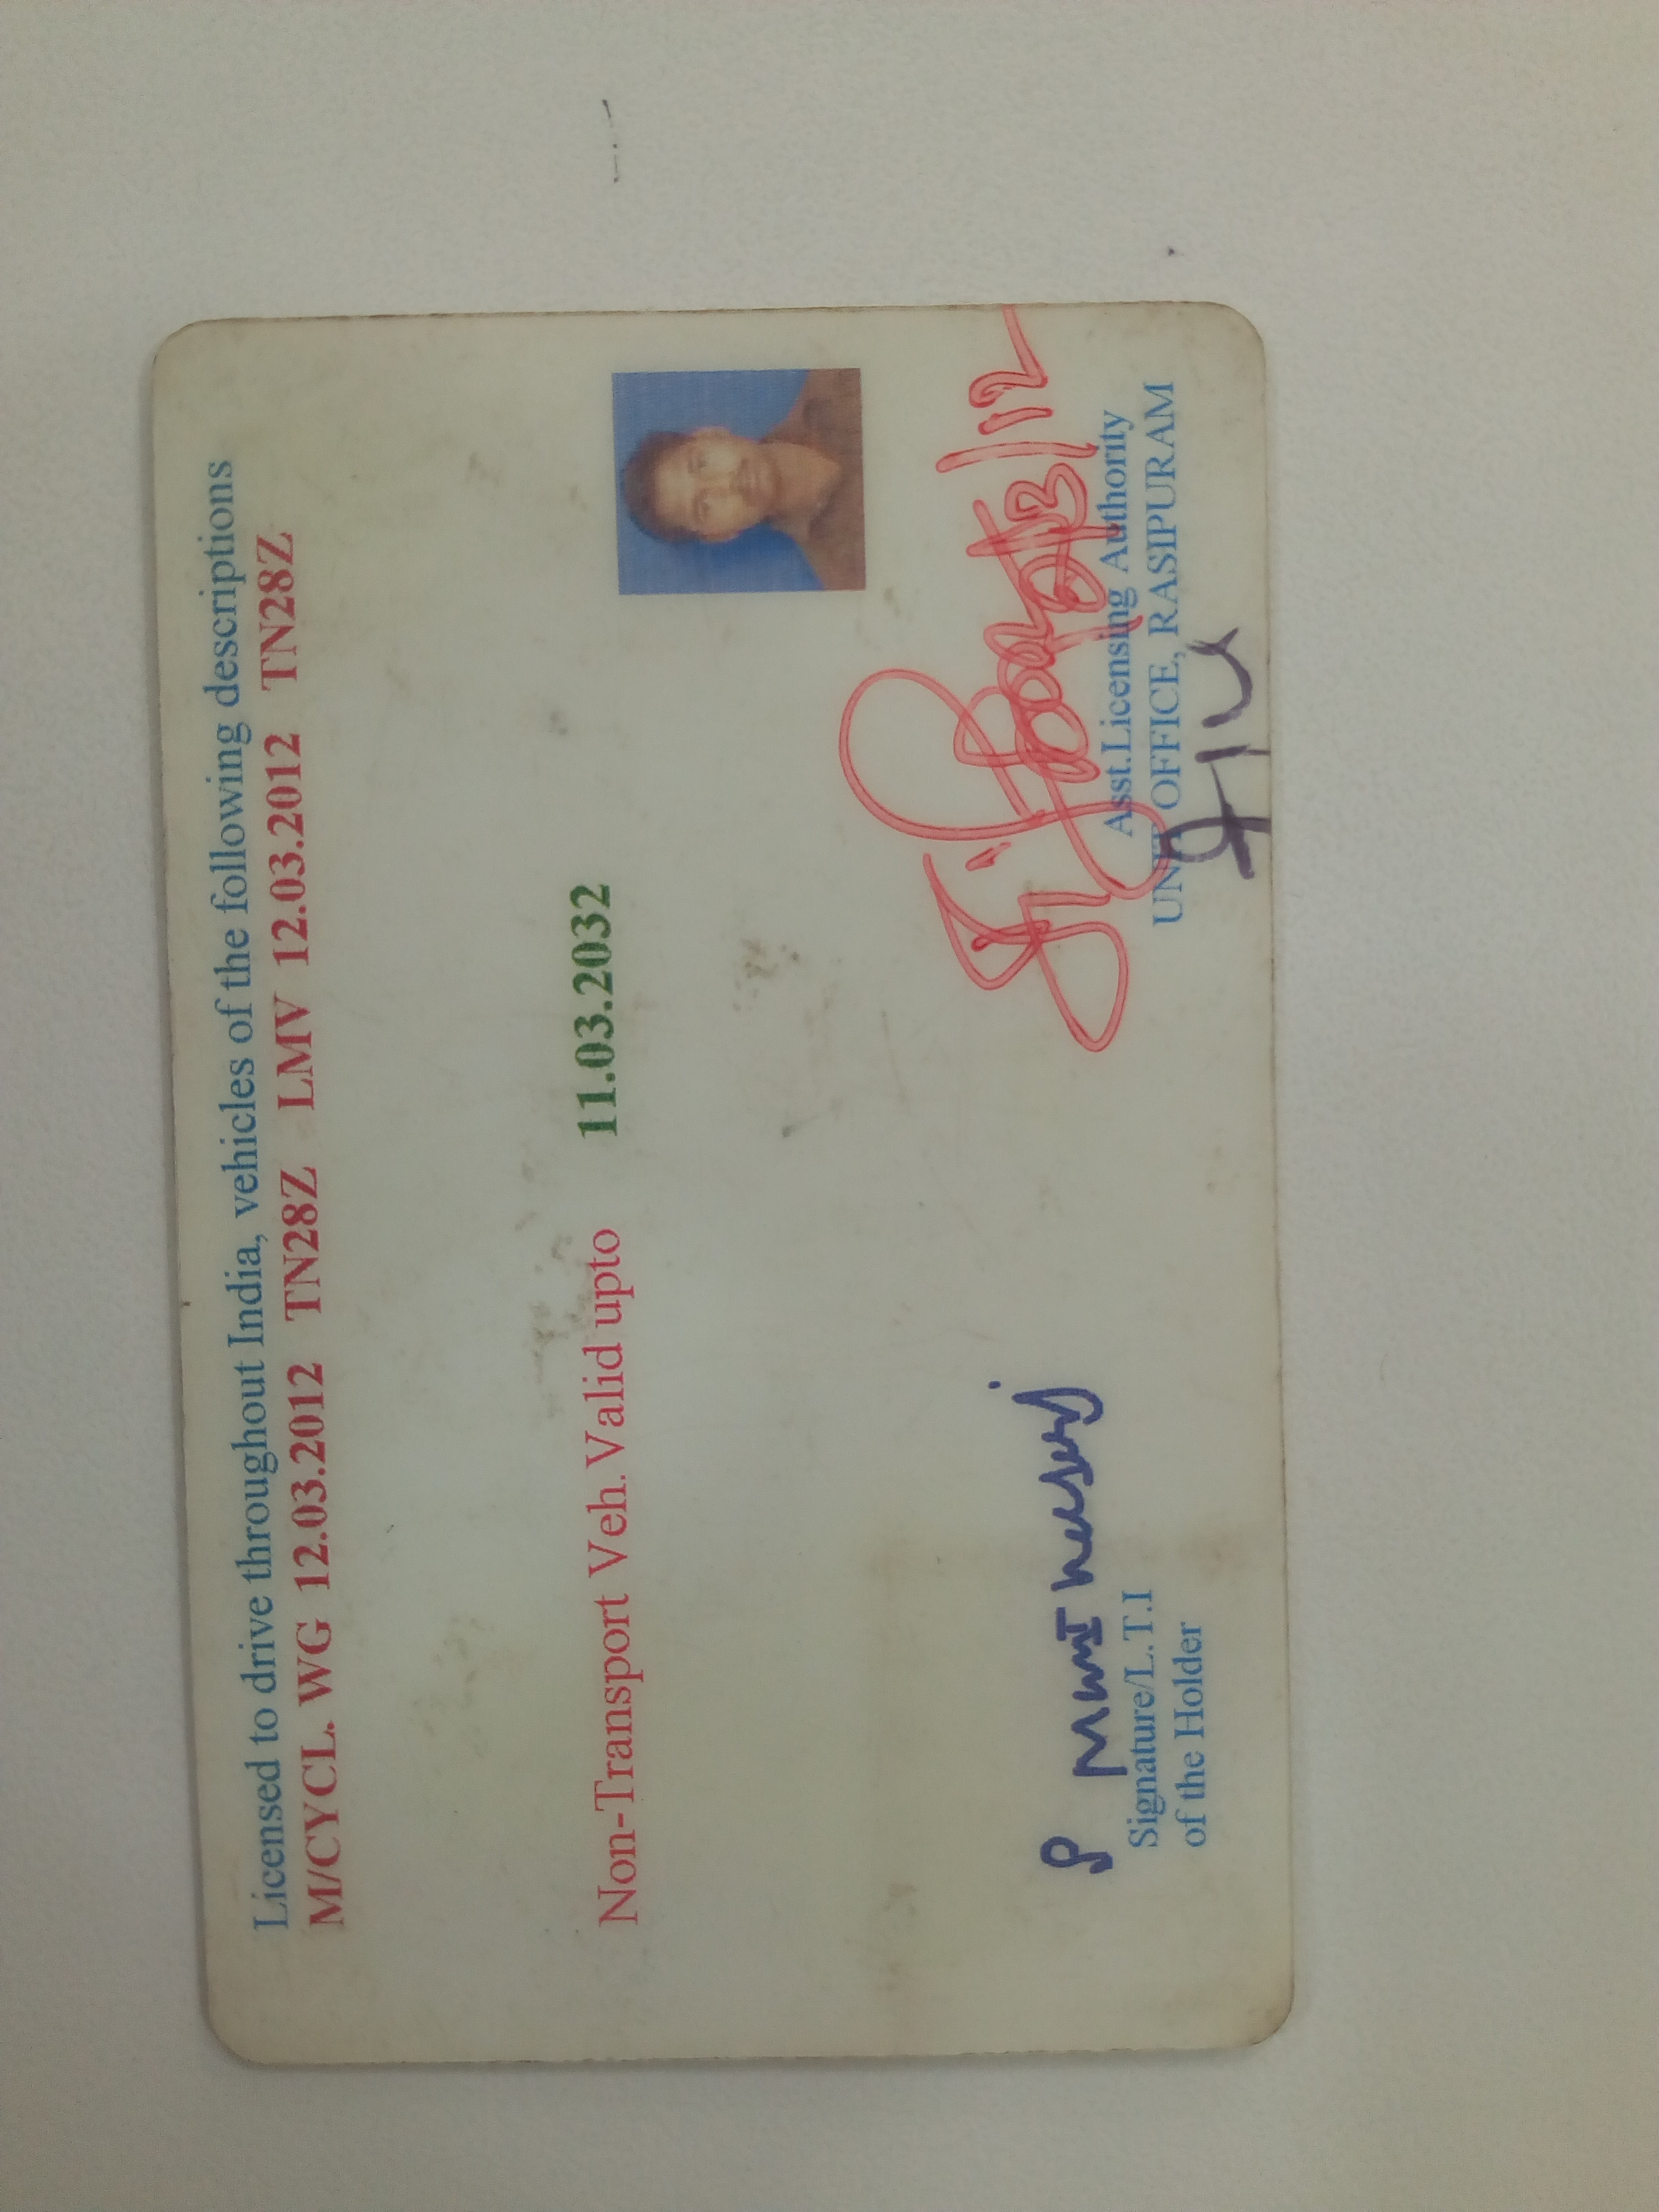 Licensed to drive throughout India, vehicles of the following descriptions
M/CYCL. WG 12.03.2012 TN28Z LMV 12.03.2012 TN28Z
Non-Transport Veh. Valid upto 11.03.2032
Signature/L.T.I
of the Holder
Asst.Licensing Authority
UNIT OFFICE, RASIPURAM